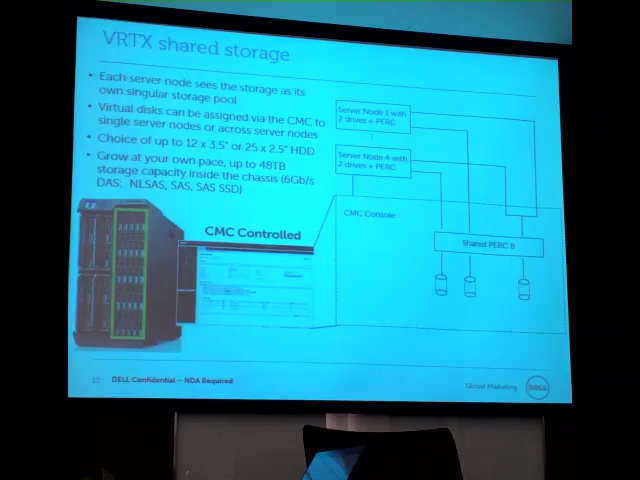 VRTX shared storage
• Each server node sees the storage as its
own singular storage pool
• Virtual disks can be assigned via the CMC to
single server nodes or across server nodes
• Choice of up to 12 x 3.5" or 25 x 2.5" HDD
• Grow at your own pace, up to 48TB
storage capacity inside the chassis (6Gb/s
DAS: NLSAS, SAS, SAS SSD)
Server Node 1 with
2 drives + PERC
Server Node 4 with
2 drives + PERC
CMC Console
Shared PERC 8
CMC Controlled
12 DELL Confidential – NDA Required
Global Marketing
DELL